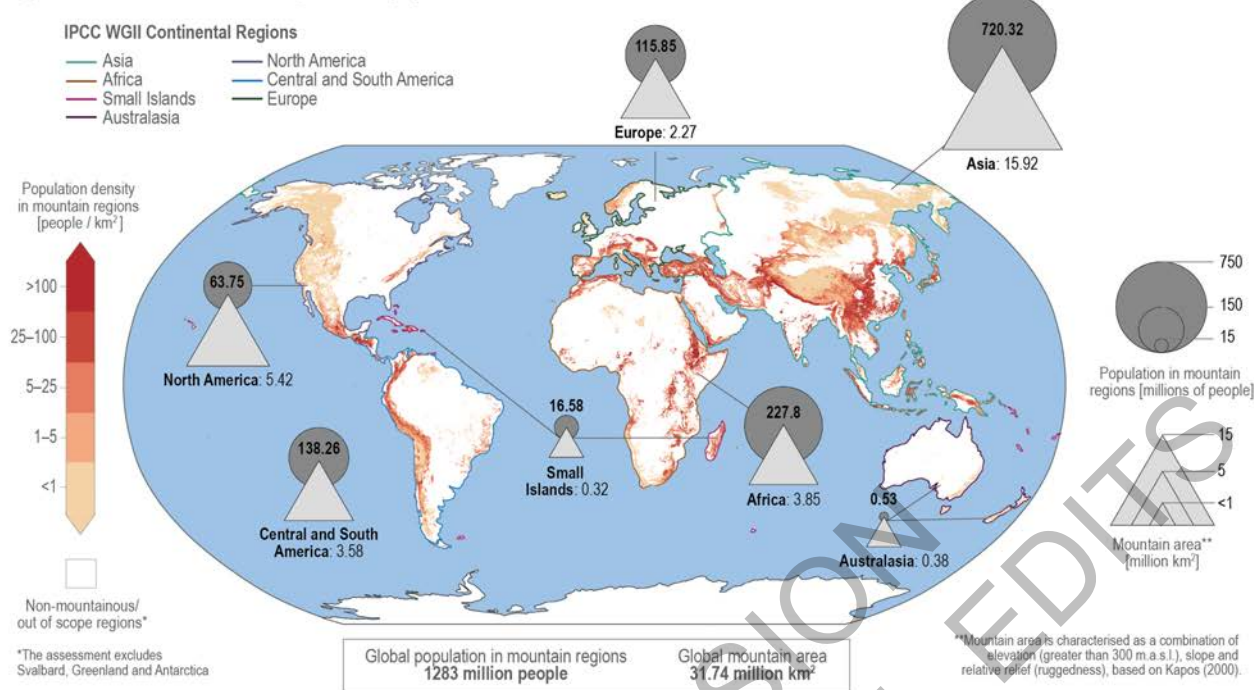 IPCC WGII Continental Regions
Asia
Africa
Small Islands
Australasia
North America
Central and South America
Europe
115.85
Europe: 2.27
720.32
Asia: 15.92
Population density
in mountain regions
[people / km²]
>100
25–100
5–25
1–5
<1
Non-mountainous/
out of scope regions*
*The assessment excludes
Svalbard, Greenland and Antarctica
63.75
North America: 5.42
138.26
Central and South
America: 3.58
16.58
Small
Islands: 0.32
227.8
Africa: 3.85
0.53
Australasia: 0.38
750
150
15
Population in mountain
regions [millions of people]
15
5
<1
Mountain area**
[million km²]
Global population in mountain regions
1283 million people
Global mountain area
31.74 million km²
**Mountain area is characterised as a combination of
elevation (greater than 300 m.a.s.l.), slope and
relative relief (ruggedness), based on Kapos (2000).
EDITS